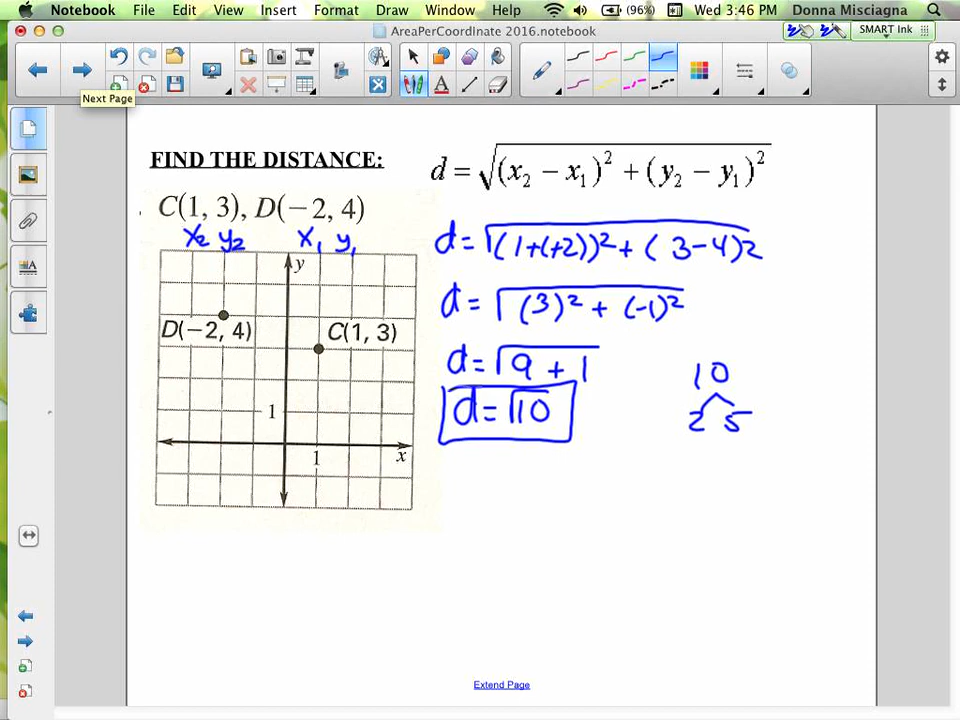 Notebook File Edit View Insert Format Draw Window Help (96%) Wed 3:46 PM Donna Misciagna
AreaPerCoordInate 2016.notebook
SMART Ink
Next Page
FIND THE DISTANCE:
d = √(x₂ − x₁)² + (y₂ − y₁)²
C(1, 3), D(−2, 4)
x₂ y₂ x₁ y₁
d = √(1+(+2))² + (3−4)2
y
d = √(3)² + (−1)²
D(−2, 4) C(1, 3)
d = √9 + 1
10
d = √10
2 5
1
1 x
Extend Page